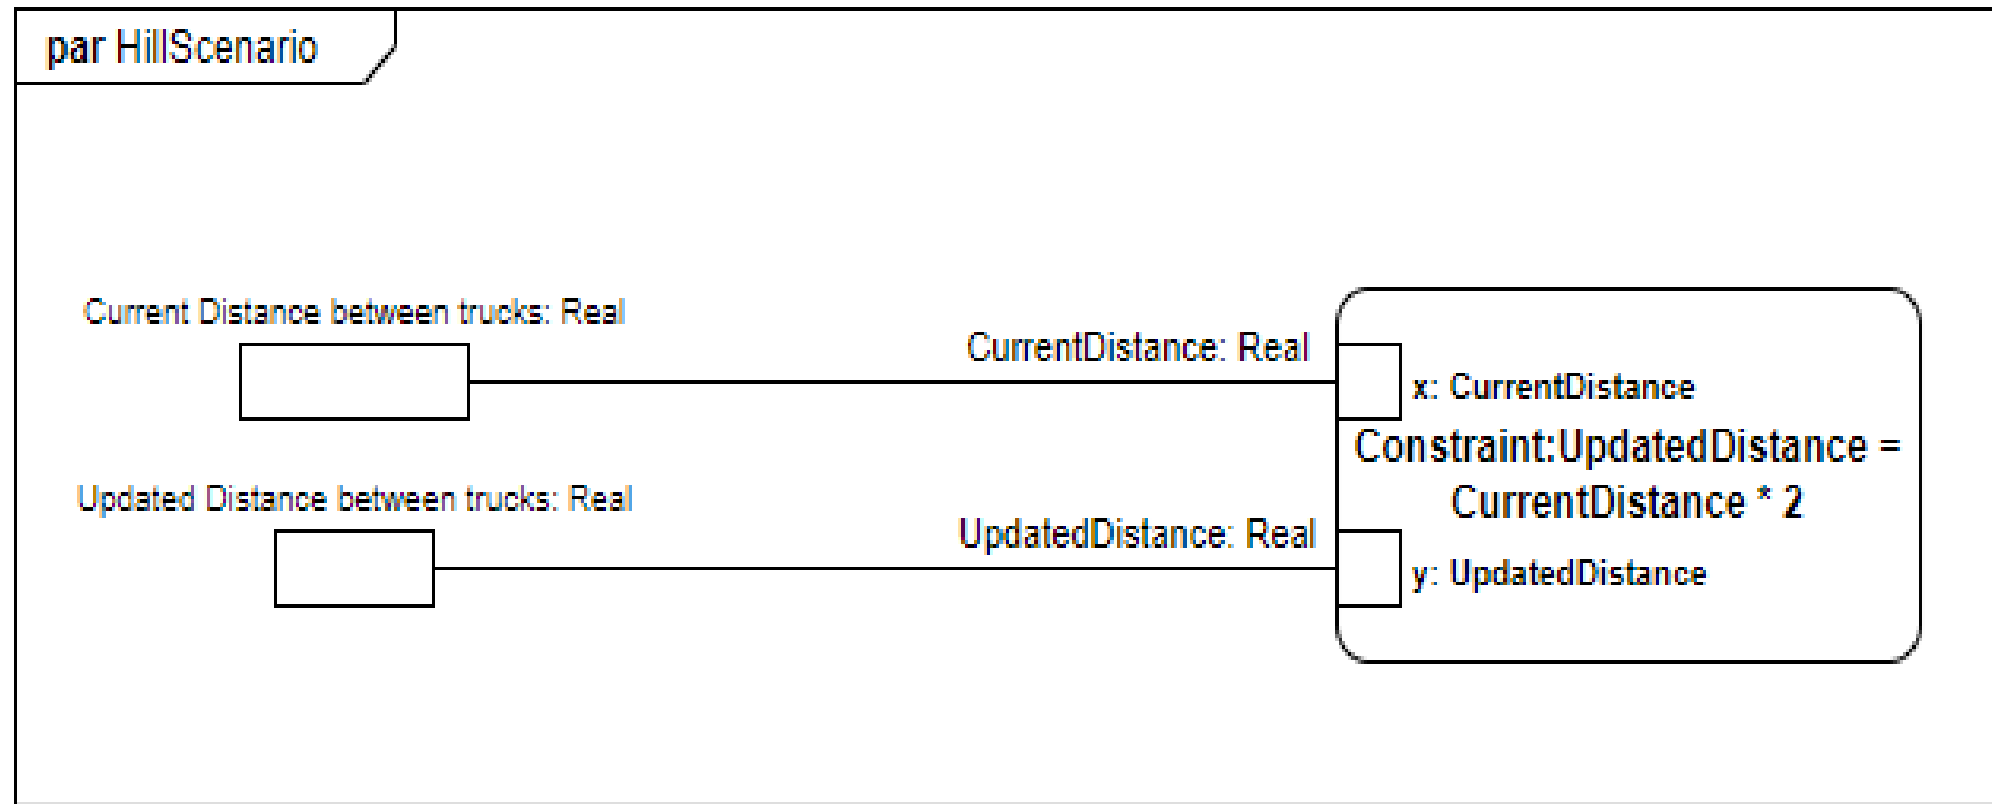 par HillScenario
Current Distance between trucks: Real
CurrentDistance: Real
x: CurrentDistance
Constraint:UpdatedDistance =
CurrentDistance * 2
Updated Distance between trucks: Real
UpdatedDistance: Real
y: UpdatedDistance